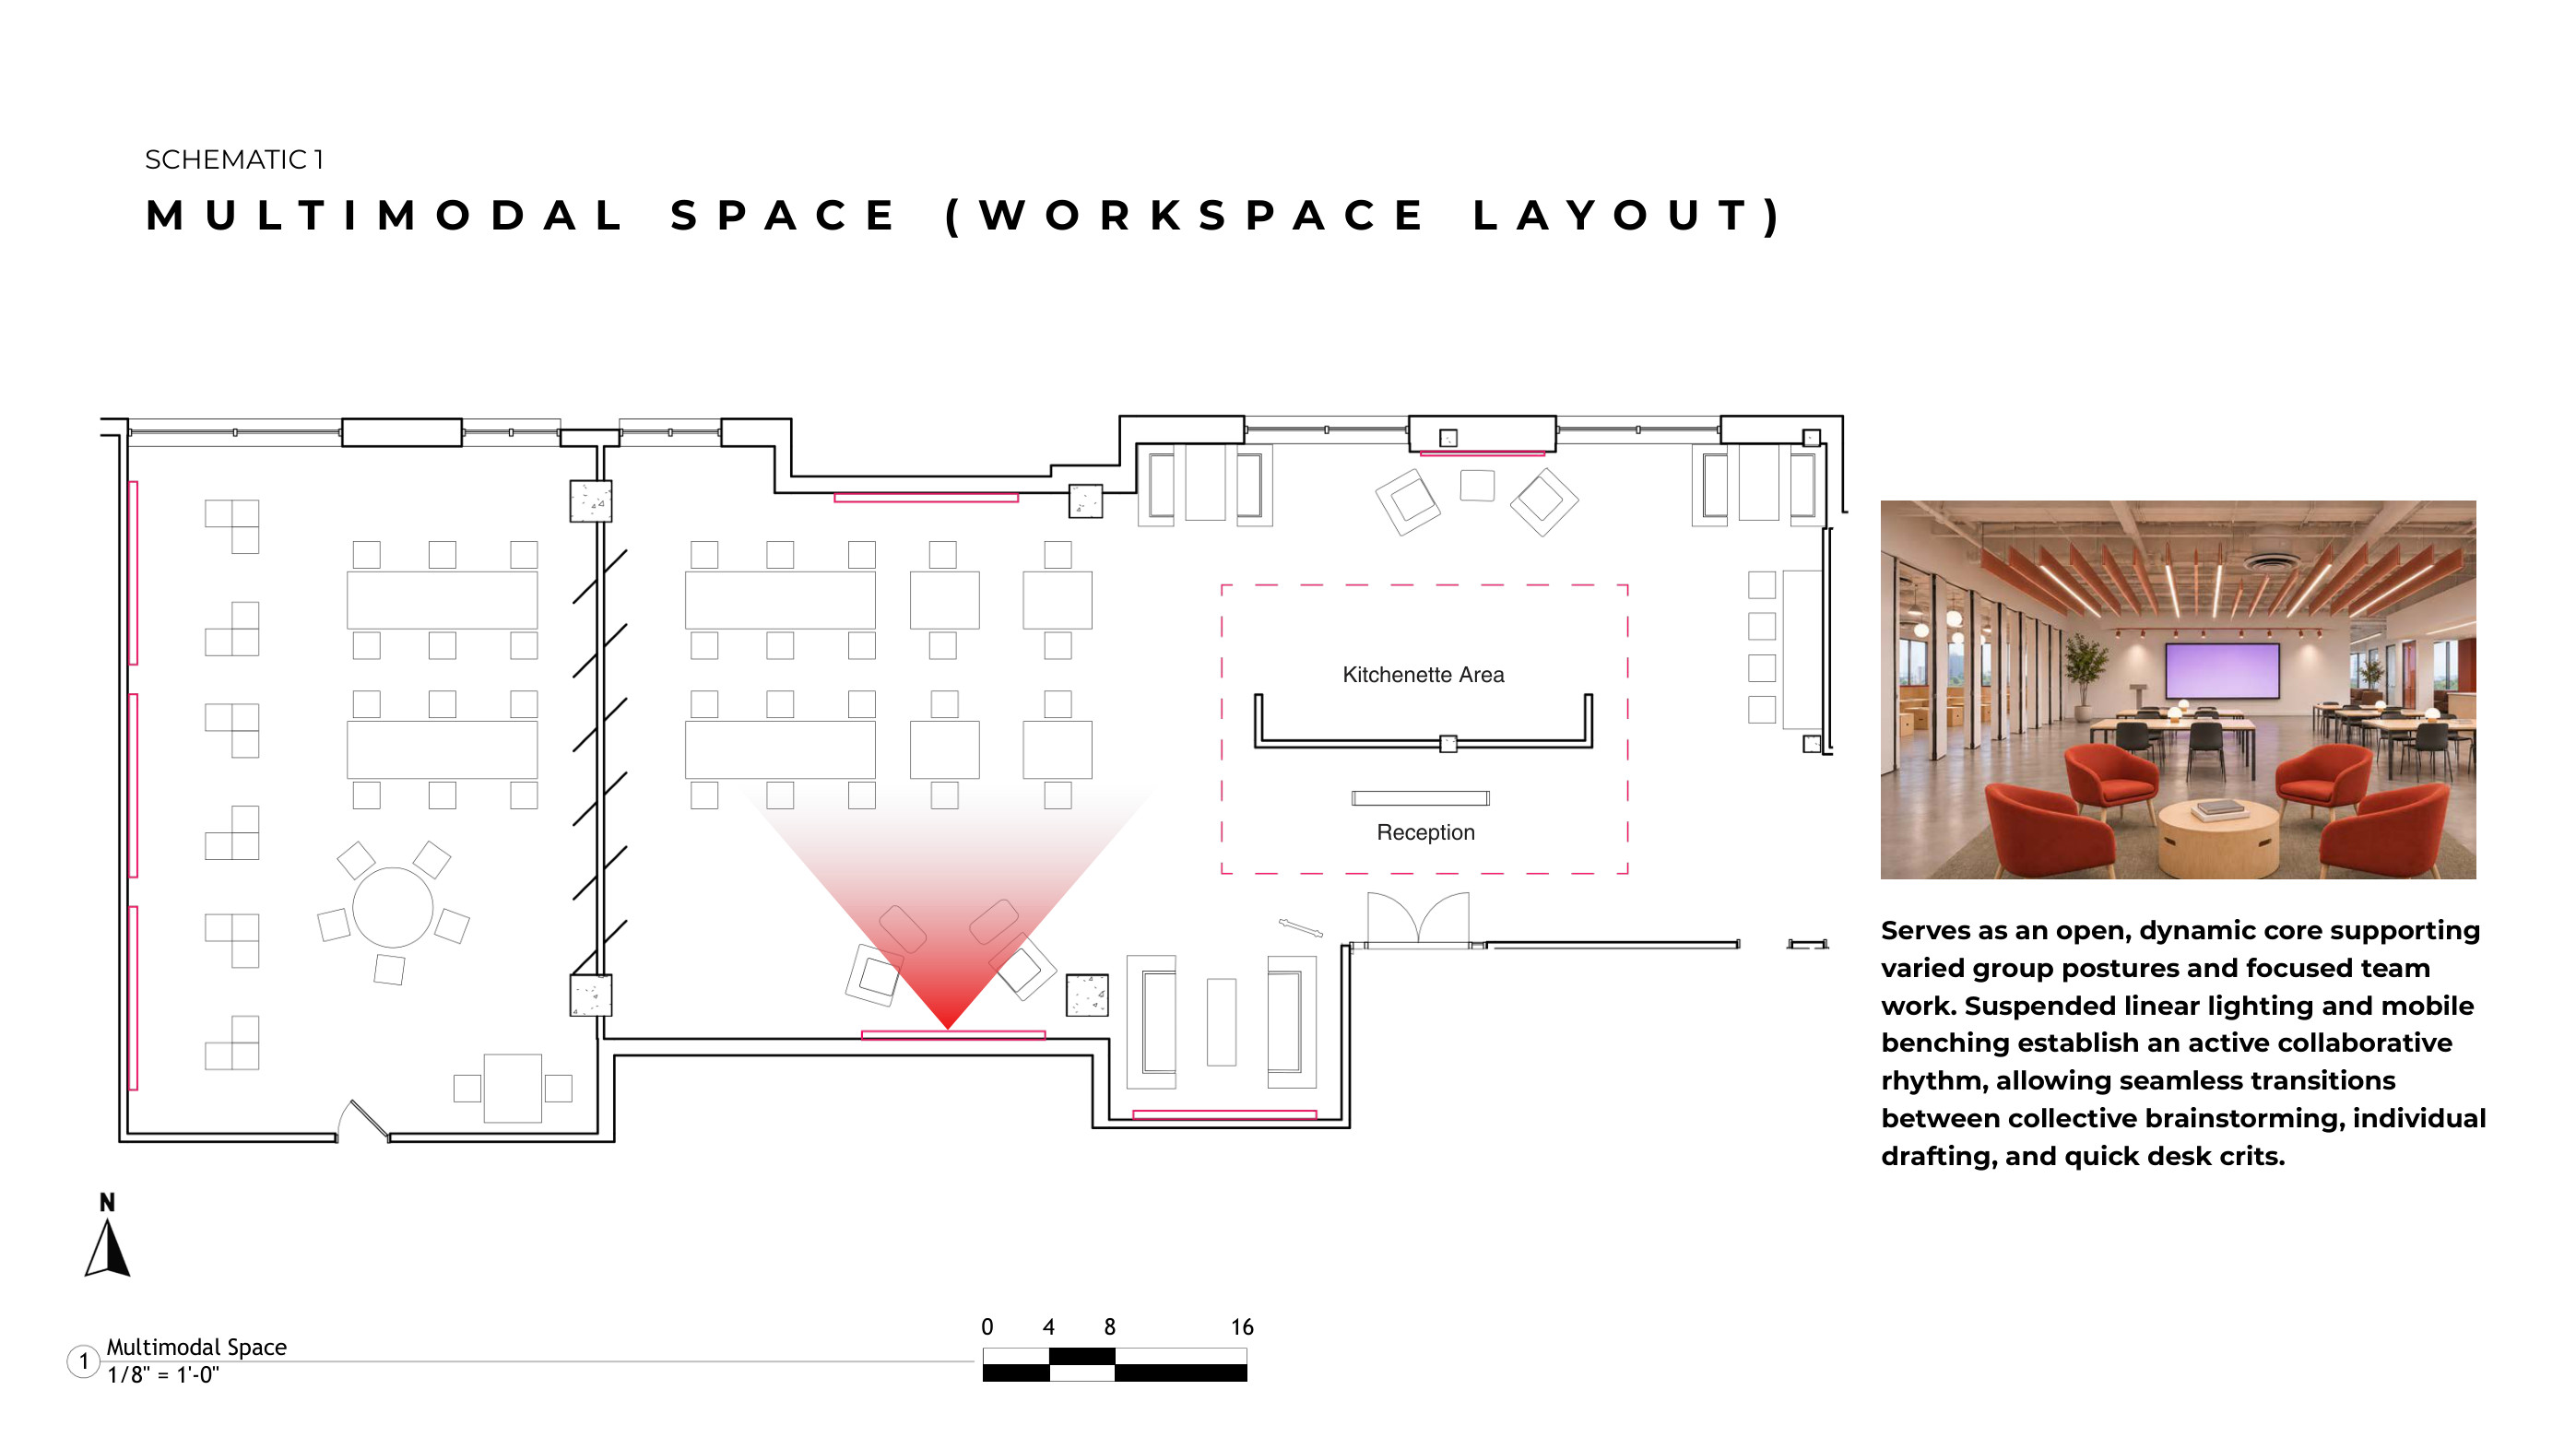 SCHEMATIC 1
MULTIMODAL SPACE (WORKSPACE LAYOUT)
Kitchenette Area
Reception
Serves as an open, dynamic core supporting
varied group postures and focused team
work. Suspended linear lighting and mobile
benching establish an active collaborative
rhythm, allowing seamless transitions
between collective brainstorming, individual
drafting, and quick desk crits.
N
0 4 8 16
1 Multimodal Space
1/8" = 1'-0"